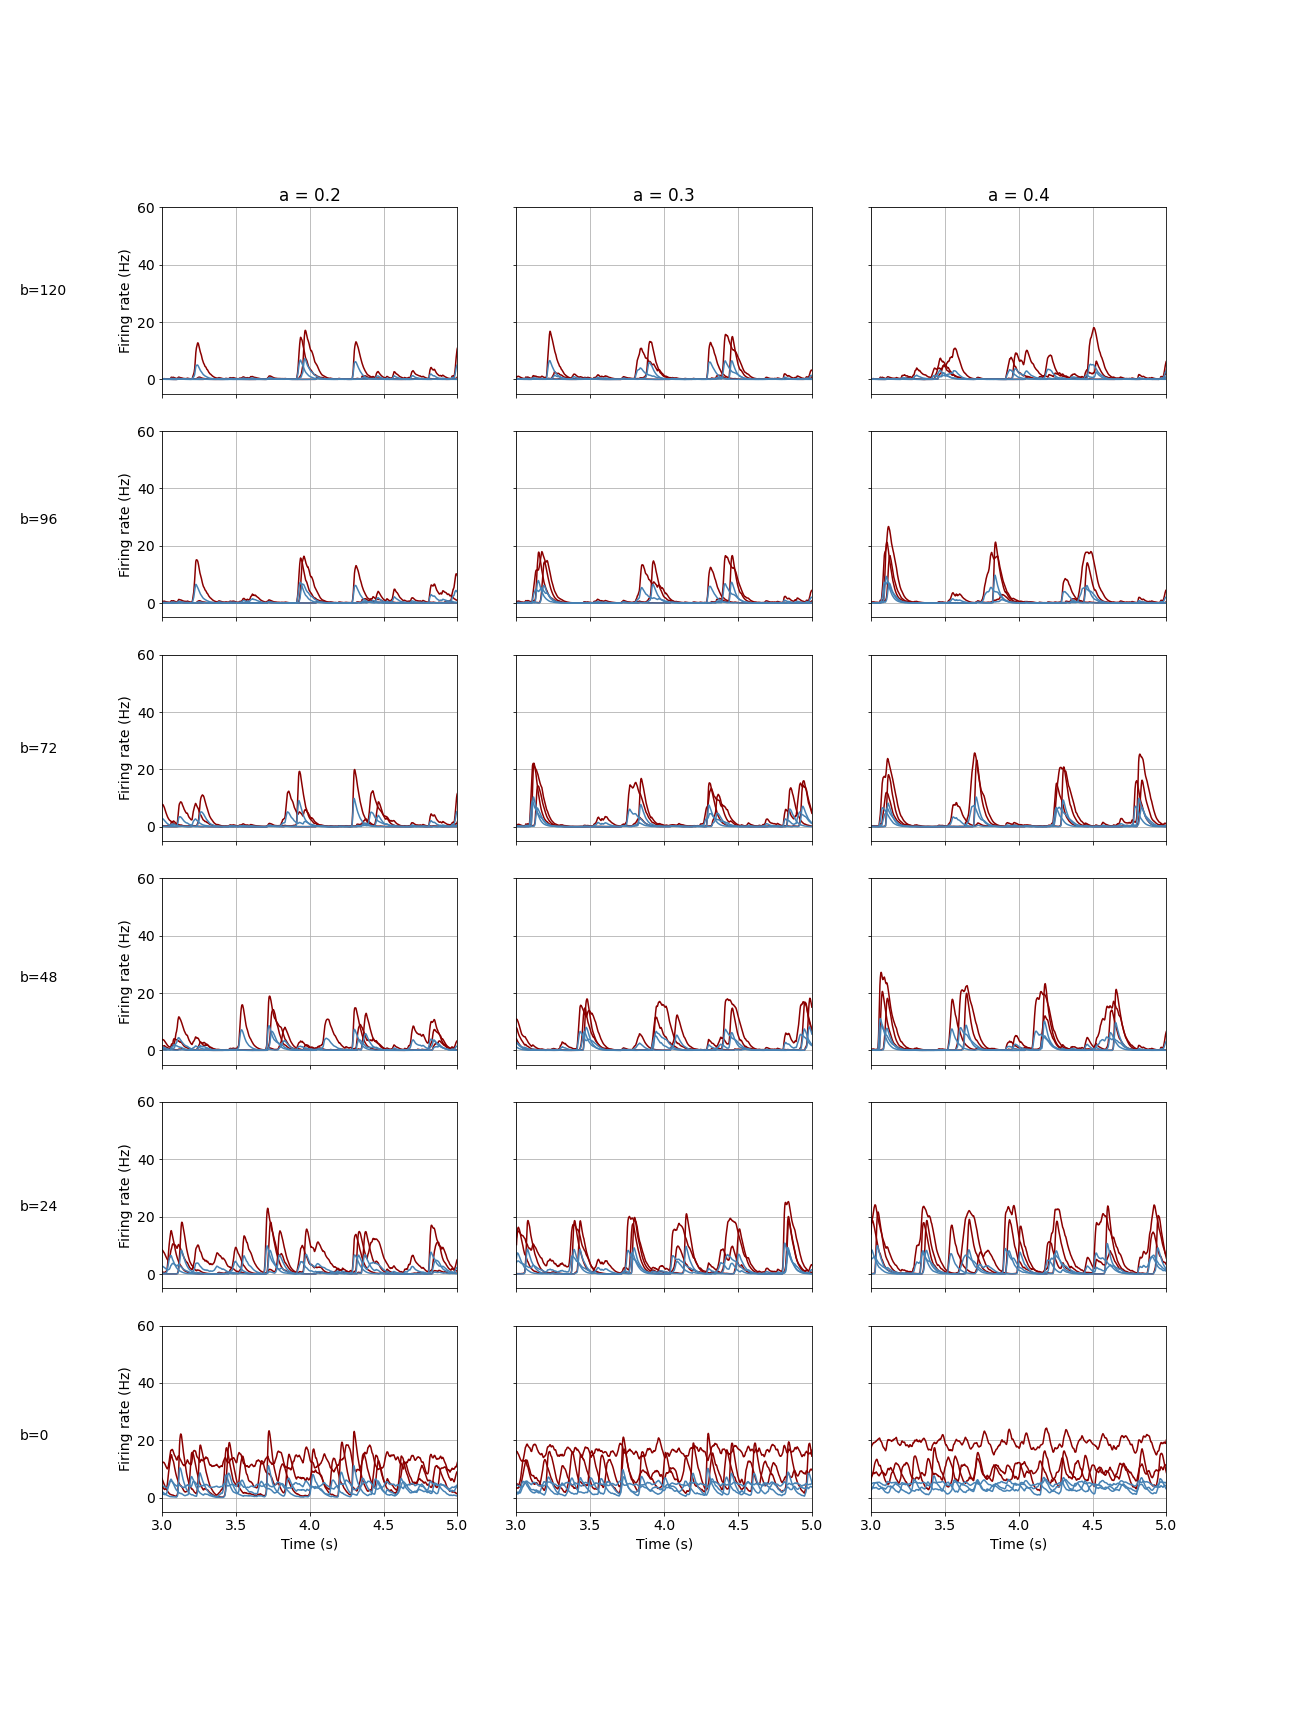 a = 0.2 a = 0.3 a = 0.4
b=120
Firing rate (Hz)
60
40
20
0
b=96
Firing rate (Hz)
60
40
20
0
b=72
Firing rate (Hz)
60
40
20
0
b=48
Firing rate (Hz)
60
40
20
0
b=24
Firing rate (Hz)
60
40
20
0
b=0
Firing rate (Hz)
60
40
20
0
3.0 3.5 4.0 4.5 5.0 3.0 3.5 4.0 4.5 5.0 3.0 3.5 4.0 4.5 5.0
Time (s) Time (s) Time (s)